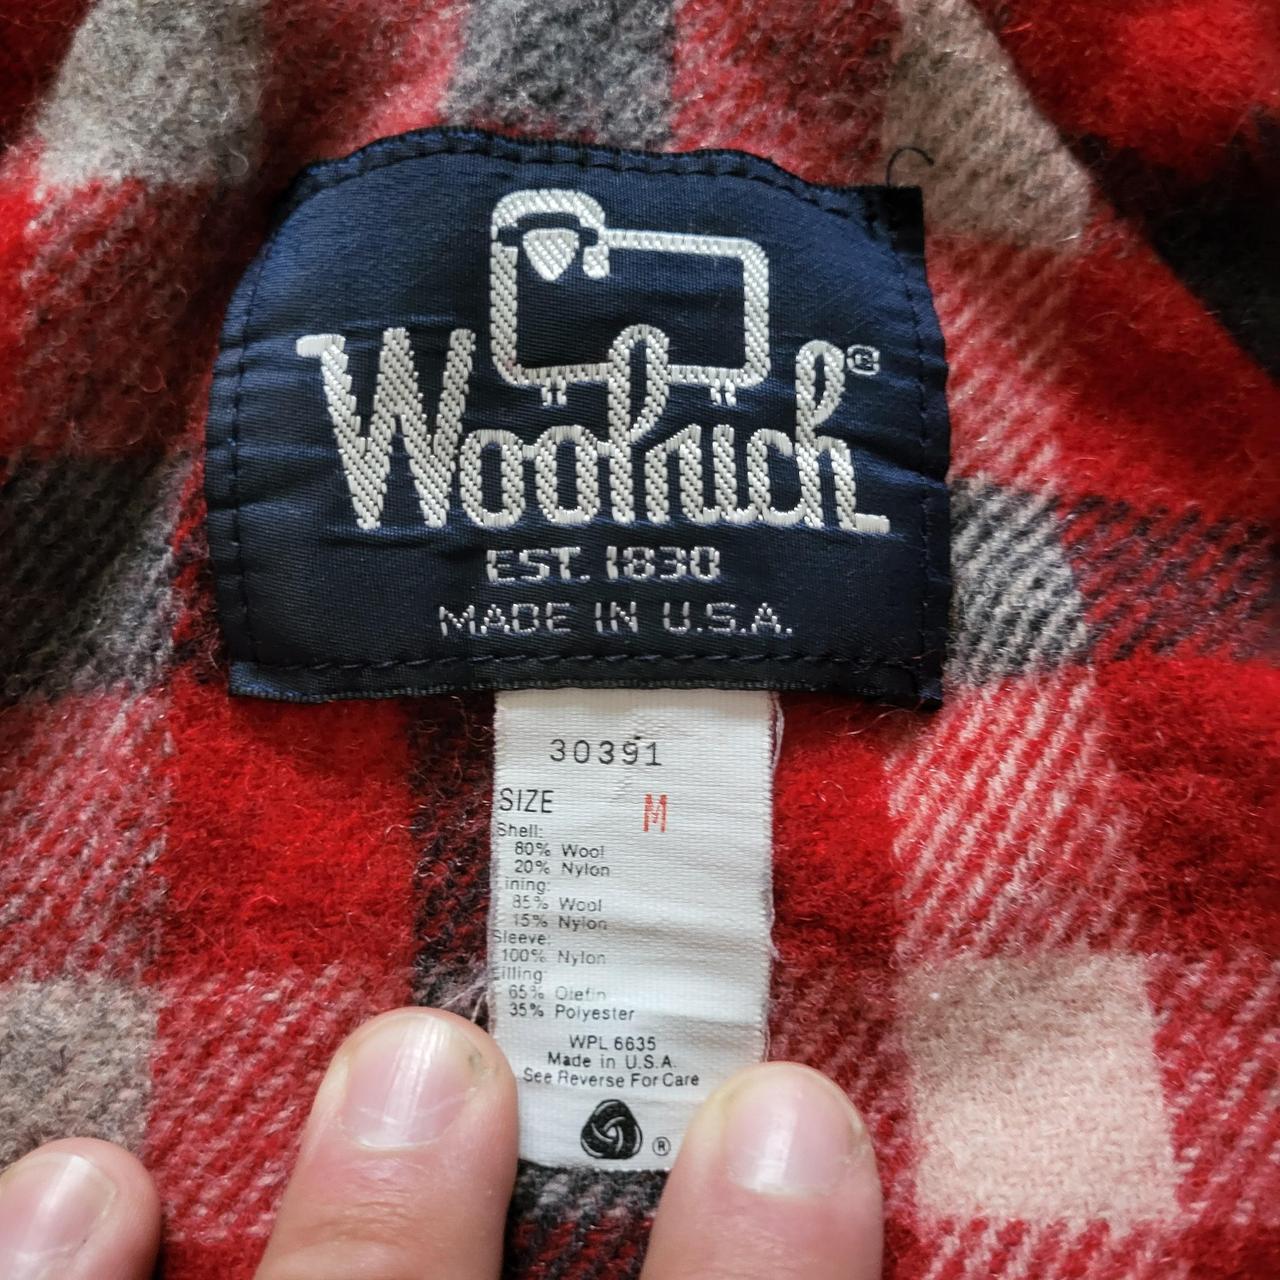 Woolrich®
EST. 1830
MADE IN U.S.A.
30391
SIZE M
Shell:
80% Wool
20% Nylon
ining:
85% Wool
15% Nylon
Sleeve:
100% Nylon
Filling:
65% Olefin
35% Polyester
WPL 6635
Made in U.S.A.
See Reverse For Care
®